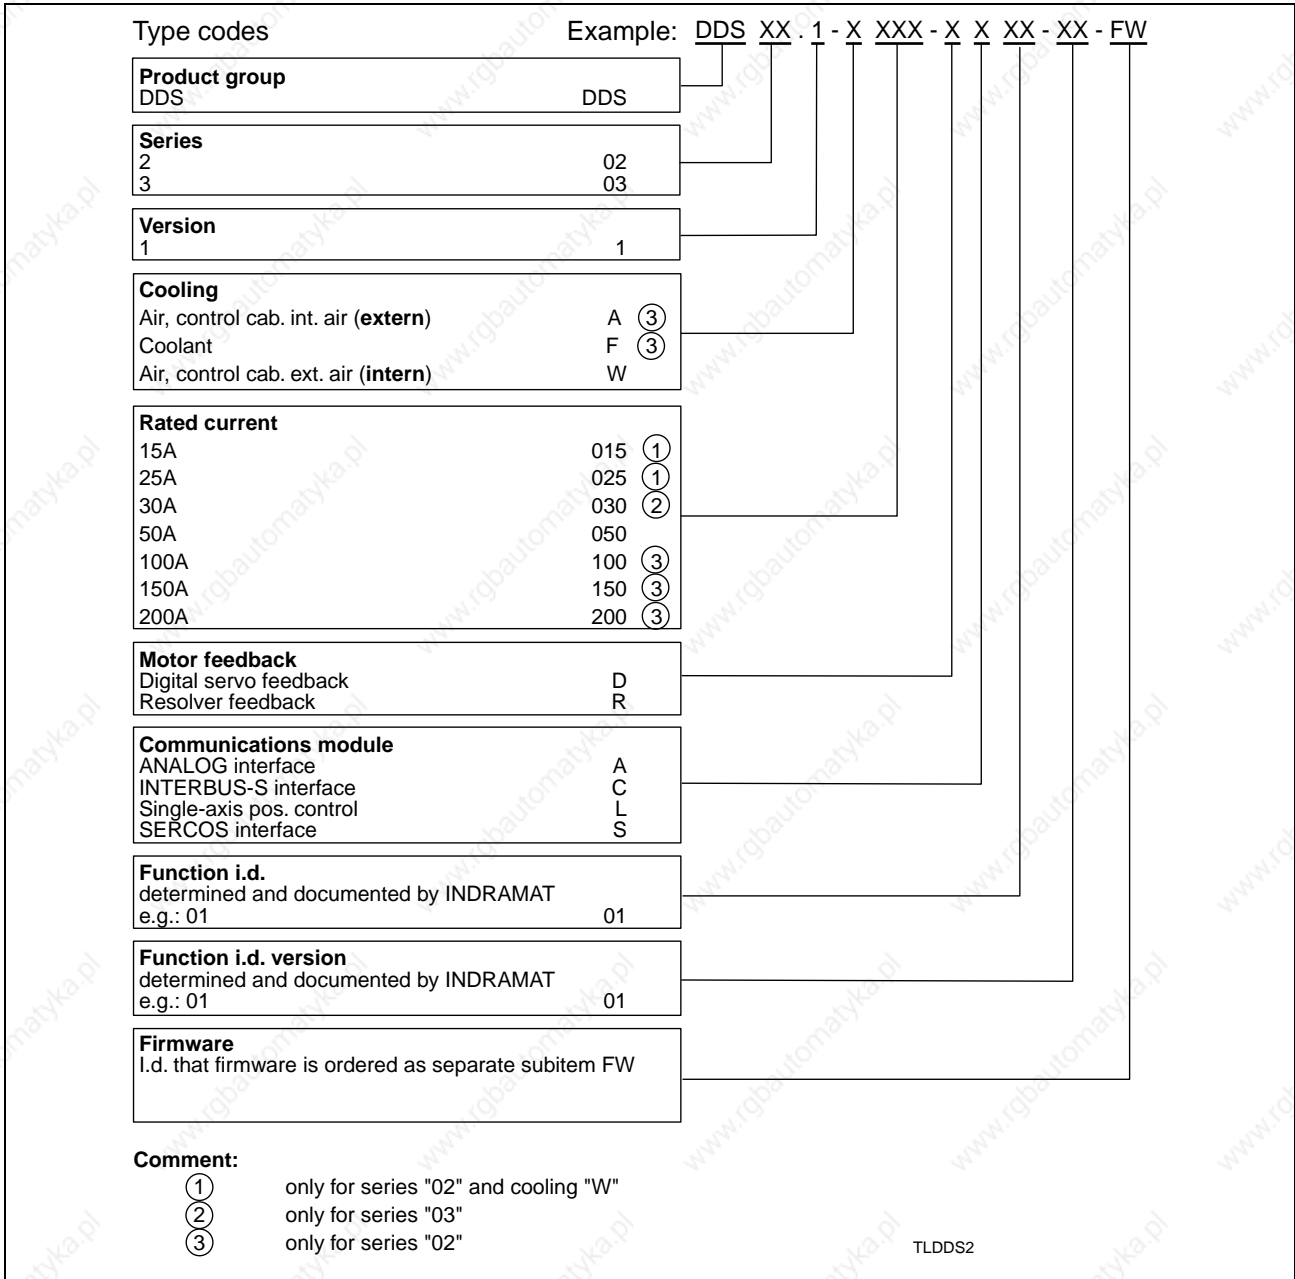 Type codes Example: DDS XX . 1 - X XXX - X X XX - XX - FW
Product group
DDS DDS
Series
2 02
3 03
Version
1 1
Cooling
Air, control cab. int. air (extern) A ③
Coolant F ③
Air, control cab. ext. air (intern) W
Rated current
15A 015 ①
25A 025 ①
30A 030 ②
50A 050
100A 100 ③
150A 150 ③
200A 200 ③
Motor feedback
Digital servo feedback D
Resolver feedback R
Communications module
ANALOG interface A
INTERBUS-S interface C
Single-axis pos. control L
SERCOS interface S
Function i.d.
determined and documented by INDRAMAT
e.g.: 01 01
Function i.d. version
determined and documented by INDRAMAT
e.g.: 01 01
Firmware
I.d. that firmware is ordered as separate subitem FW
Comment:
① only for series "02" and cooling "W"
② only for series "03"
③ only for series "02"
TLDDS2
www.rgbautomatyka.pl